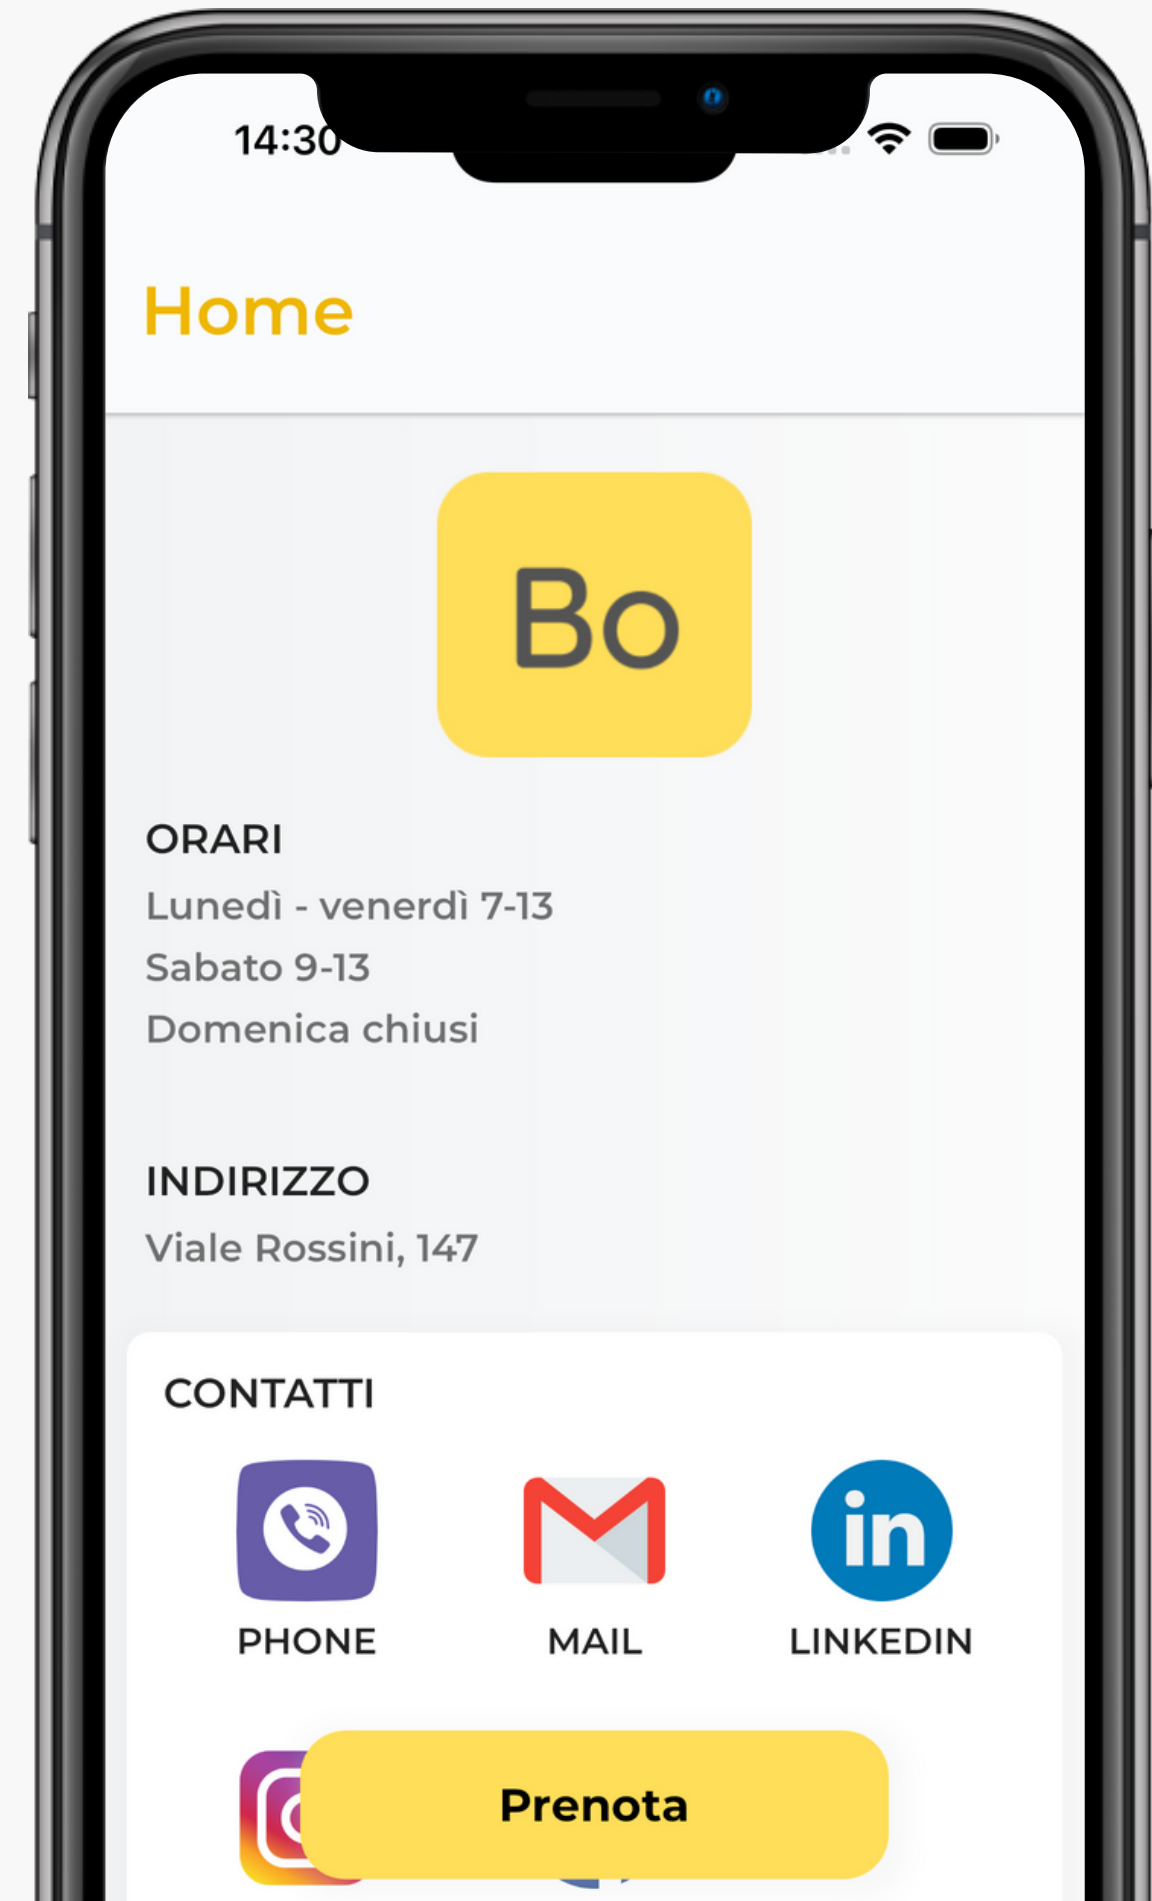 14:30
Home
Bo
ORARI
Lunedì - venerdì 7-13
Sabato 9-13
Domenica chiusi
INDIRIZZO
Viale Rossini, 147
CONTATTI
in
PHONE
MAIL
LINKEDIN
Prenota